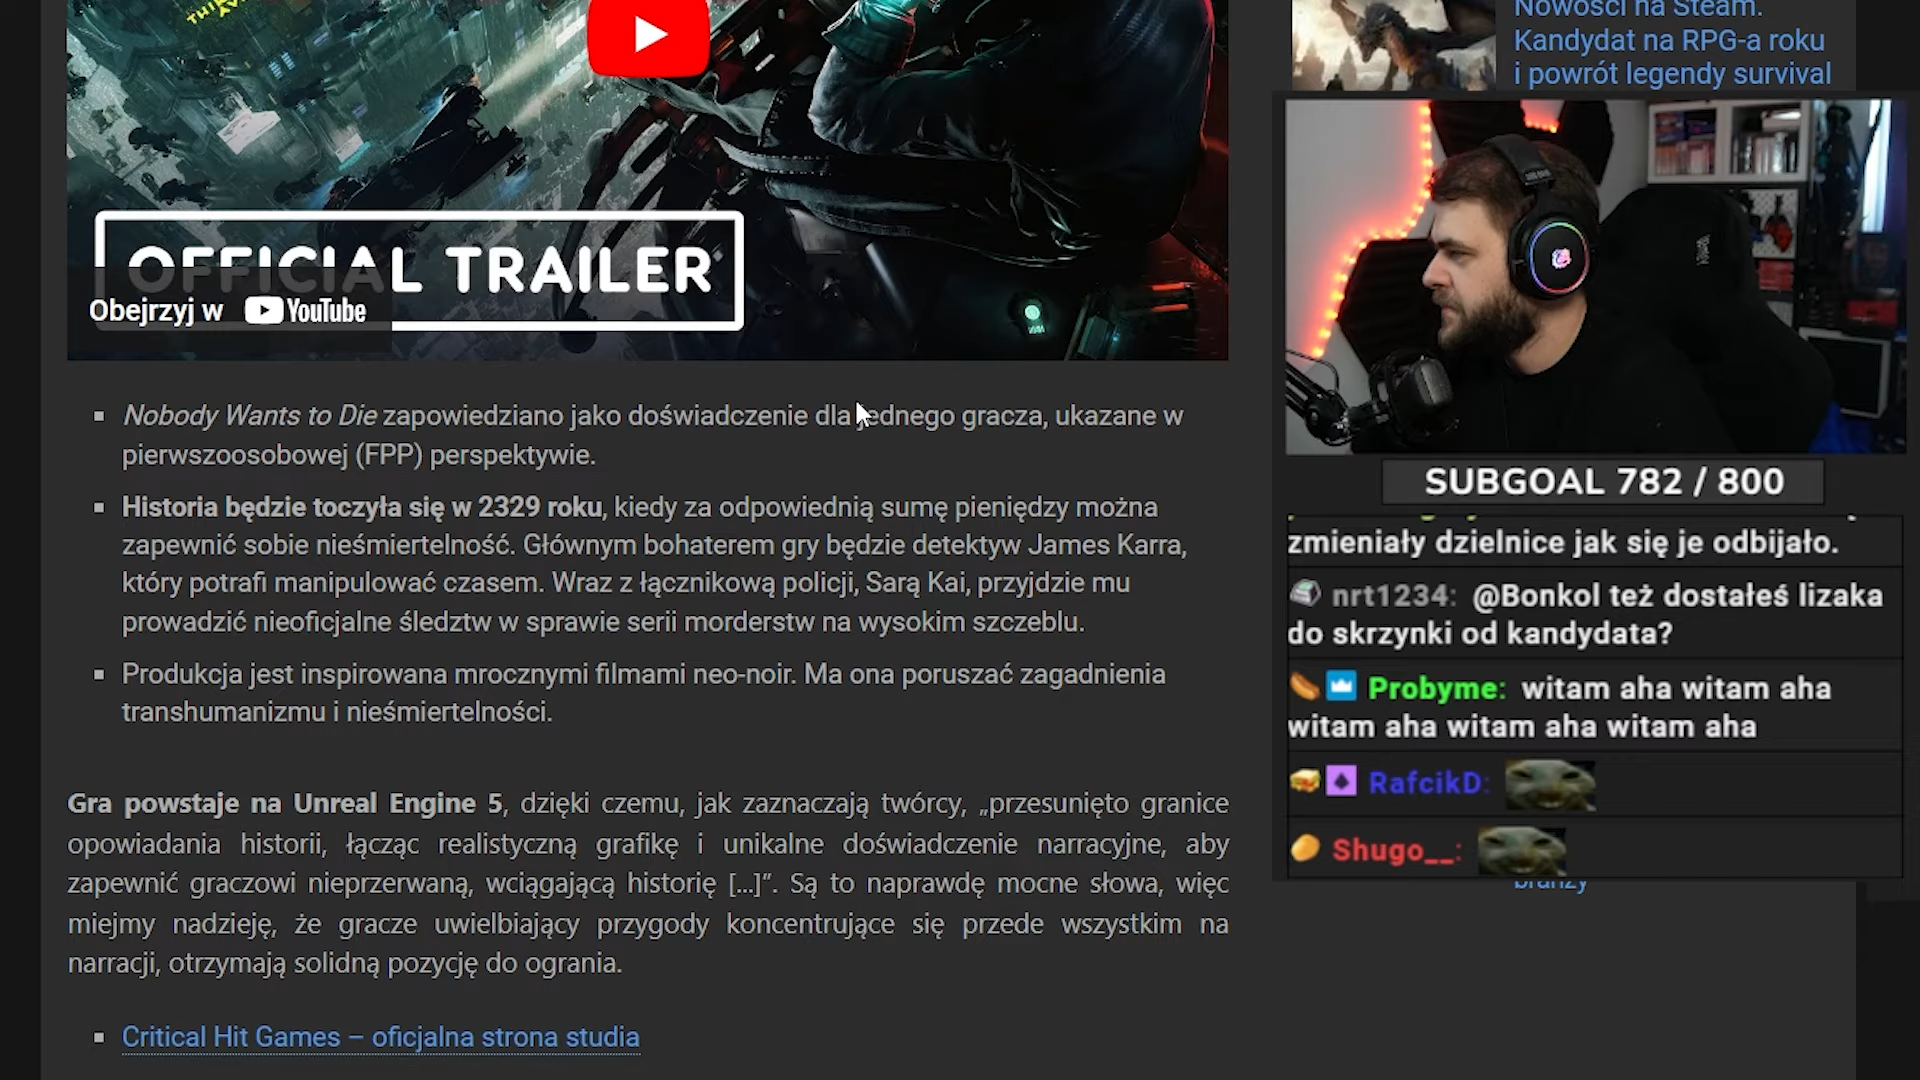 OFFICIAL TRAILER
Obejrzyj w YouTube
Nobody Wants to Die zapowiedziano jako doświadczenie dla jednego gracza, ukazane w
pierwszoosobowej (FPP) perspektywie.
Historia będzie toczyła się w 2329 roku, kiedy za odpowiednią sumę pieniędzy można
zapewnić sobie nieśmiertelność. Głównym bohaterem gry będzie detektyw James Karra,
który potrafi manipulować czasem. Wraz z łącznikową policji, Sarą Kai, przyjdzie mu
prowadzić nieoficjalne śledztw w sprawie serii morderstw na wysokim szczeblu.
Produkcja jest inspirowana mrocznymi filmami neo-noir. Ma ona poruszać zagadnienia
transhumanizmu i nieśmiertelności.
Gra powstaje na Unreal Engine 5, dzięki czemu, jak zaznaczają twórcy, „przesunięto granice
opowiadania historii, łącząc realistyczną grafikę i unikalne doświadczenie narracyjne, aby
zapewnić graczowi nieprzerwaną, wciągającą historię [...]”. Są to naprawdę mocne słowa, więc
miejmy nadzieję, że gracze uwielbiający przygody koncentrujące się przede wszystkim na
narracji, otrzymają solidną pozycję do ogrania.
Critical Hit Games – oficjalna strona studia
Nowości na Steam.
Kandydat na RPG-a roku
i powrót legendy survival
SUBGOAL 782 / 800
zmieniały dzielnice jak się je odbijało.
nrt1234: @Bonkol też dostałeś lizaka
do skrzynki od kandydata?
Probyme: witam aha witam aha
witam aha witam aha witam aha
RafcikD:
Shugo__:
branży